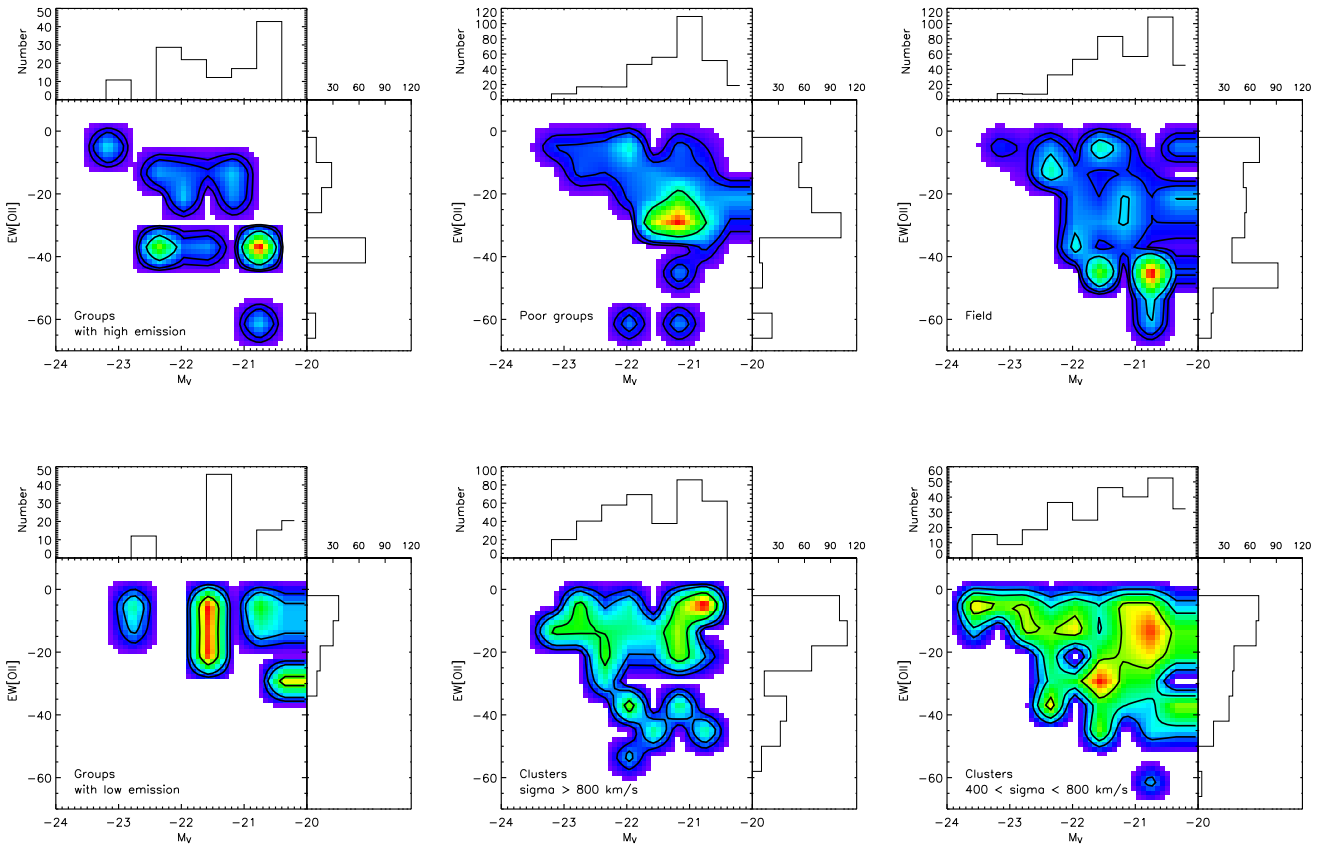 50
40
30
20
10
0
Number
30 60 90 120
0
−20
−40
−60
EW[OII]
Groups
with high emission
−24 −23 −22 −21 −20
M_V
120
100
80
60
40
20
0
Number
30 60 90 120
0
−20
−40
−60
EW[OII]
Poor groups
−24 −23 −22 −21 −20
M_V
120
100
80
60
40
20
0
Number
30 60 90 120
0
−20
−40
−60
EW[OII]
Field
−24 −23 −22 −21 −20
M_V
50
40
30
20
10
0
Number
30 60 90 120
0
−20
−40
−60
EW[OII]
Groups
with low emission
−24 −23 −22 −21 −20
M_V
100
80
60
40
20
0
Number
30 60 90 120
0
−20
−40
−60
EW[OII]
Clusters
sigma > 800 km/s
−24 −23 −22 −21 −20
M_V
60
50
40
30
20
10
0
Number
30 60 90 120
0
−20
−40
−60
EW[OII]
Clusters
400 < sigma < 800 km/s
−24 −23 −22 −21 −20
M_V